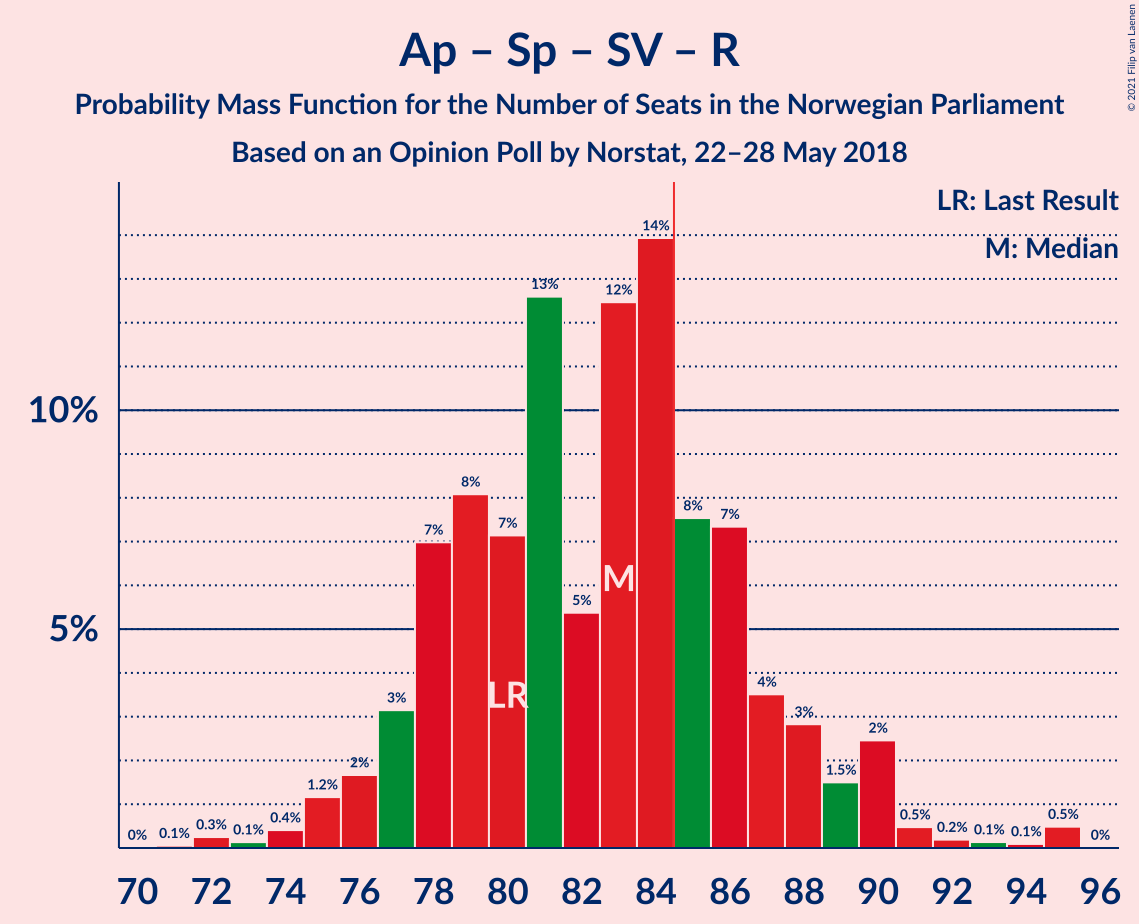 © 2021 Filip van Laenen
Ap – Sp – SV – R
Probability Mass Function for the Number of Seats in the Norwegian Parliament
Based on an Opinion Poll by Norstat, 22–28 May 2018
LR: Last Result
M: Median
10%
5%
0% 0.1% 0.3% 0.1% 0.4% 1.2% 2% 3% 7% 8% 7% 13% 5% 12% 14% 8% 7% 4% 3% 1.5% 2% 0.5% 0.2% 0.1% 0.1% 0.5% 0%
M
LR
70 72 74 76 78 80 82 84 86 88 90 92 94 96